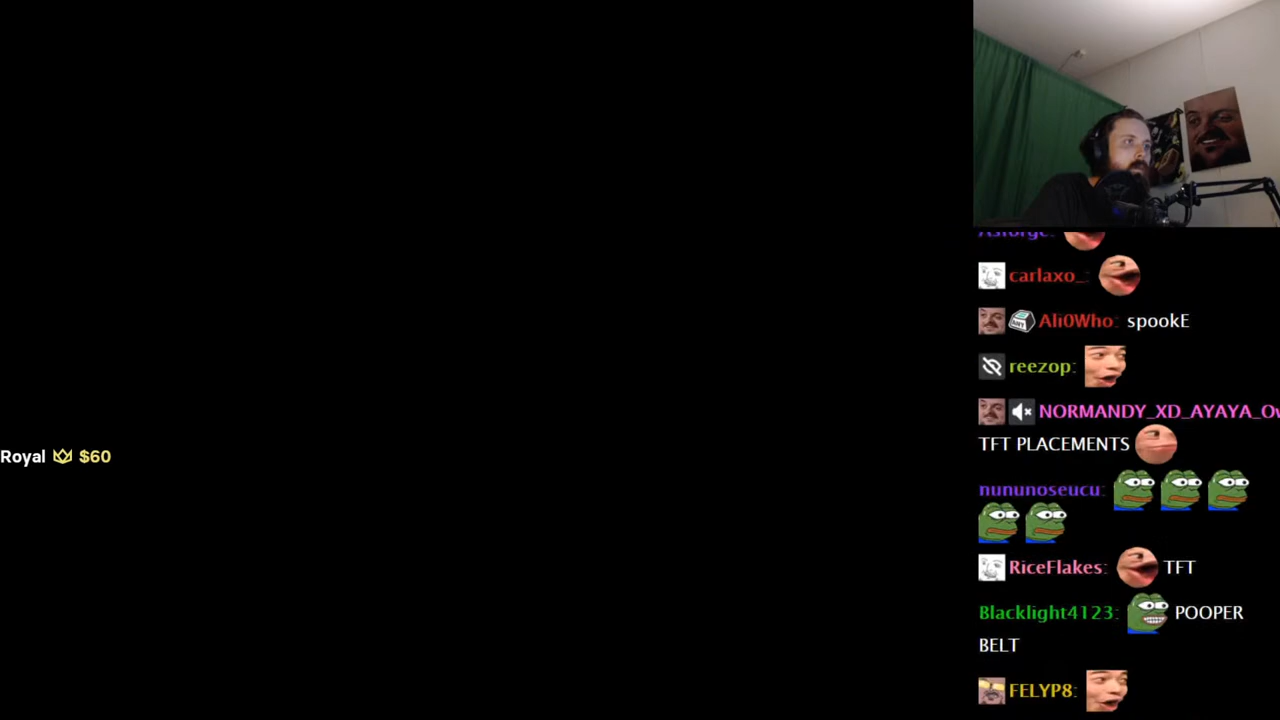 carlaxo_:
Ali0Who: spookE
reezop:
NORMANDY_XD_AYAYA_O
TFT PLACEMENTS
Royal $60
nununoseucu:
RiceFlakes: TFT
Blacklight4123: POOPER
BELT
FELYP8: